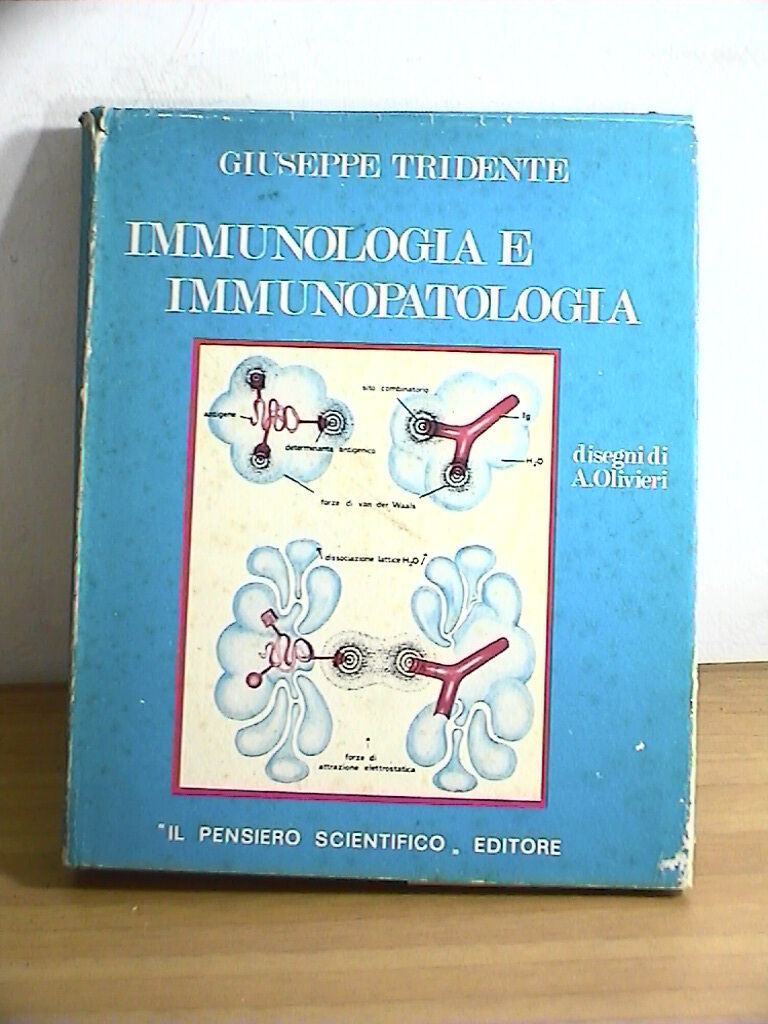 GIUSEPPE TRIDENTE
IMMUNOLOGIA E
IMMUNOPATOLOGIA
antigene
determinante antigenico
sito combinatorio
Ig
H₂O
forze di van der Waals
disegni di
A.Olivieri
dissociazione lattice H₂O
forze di
attrazione elettrostatica
"IL PENSIERO SCIENTIFICO„ EDITORE